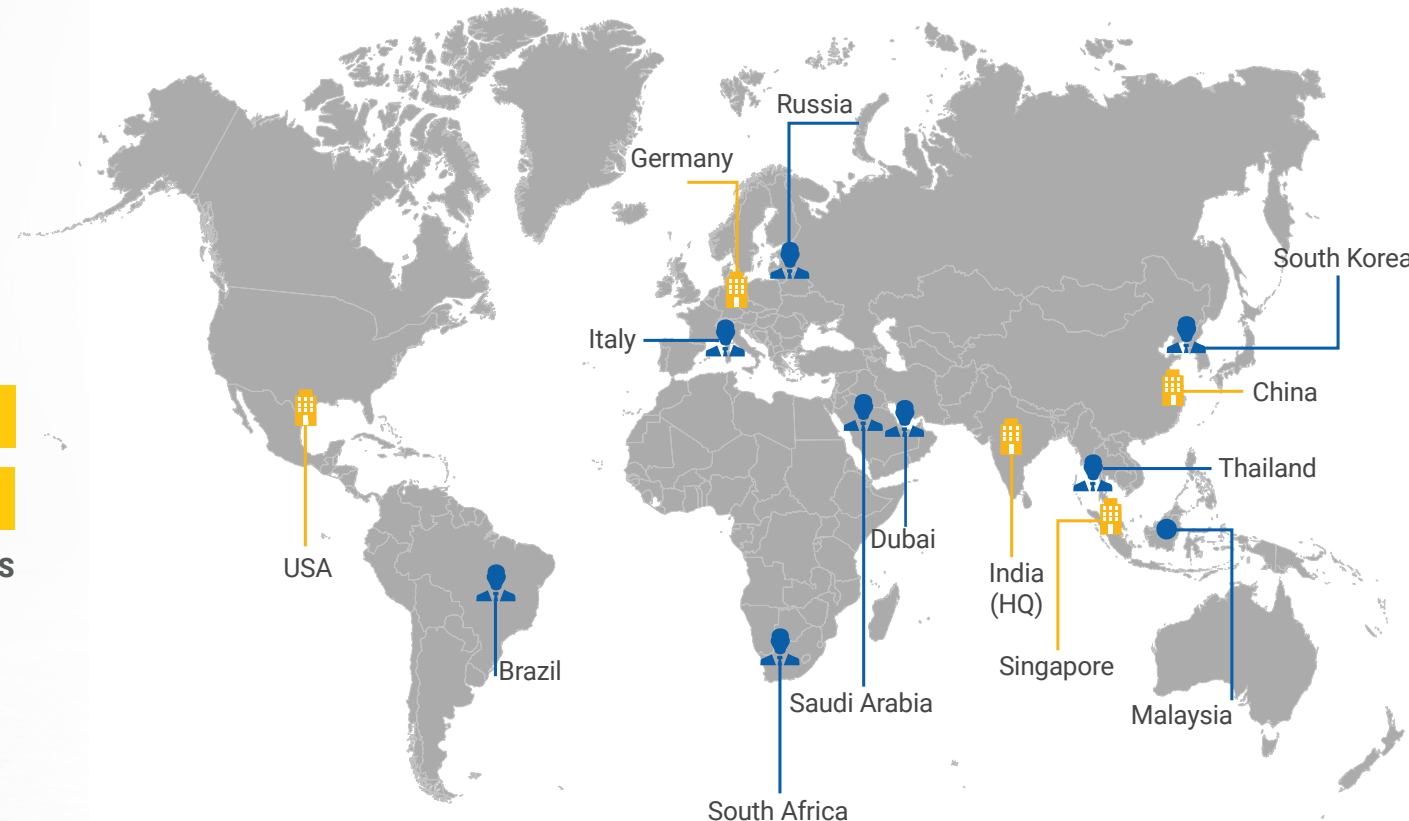 Russia
Germany
South Korea
Italy
China
Thailand
Dubai
USA
India
(HQ)
Singapore
Brazil
Saudi Arabia
Malaysia
South Africa